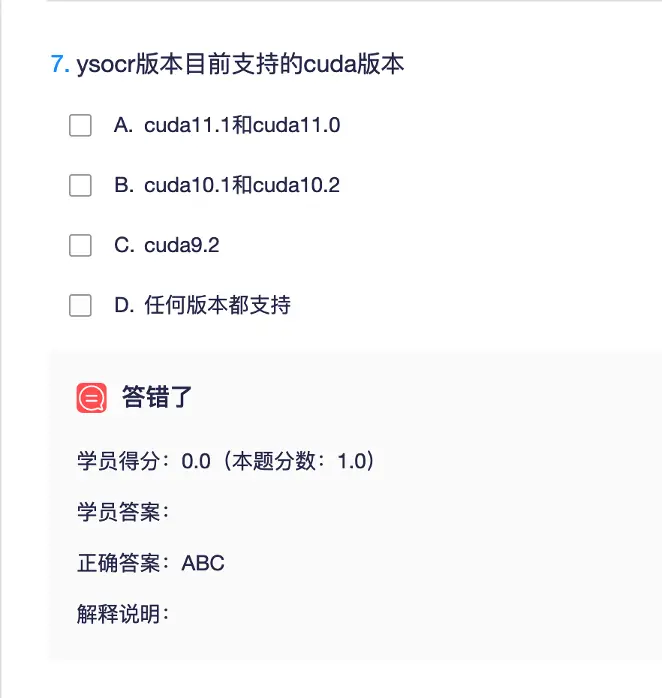 7. ysocr版本目前支持的cuda版本
A. cuda11.1和cuda11.0
B. cuda10.1和cuda10.2
C. cuda9.2
D. 任何版本都支持
答错了
学员得分：0.0（本题分数：1.0）
学员答案：
正确答案：ABC
解释说明：